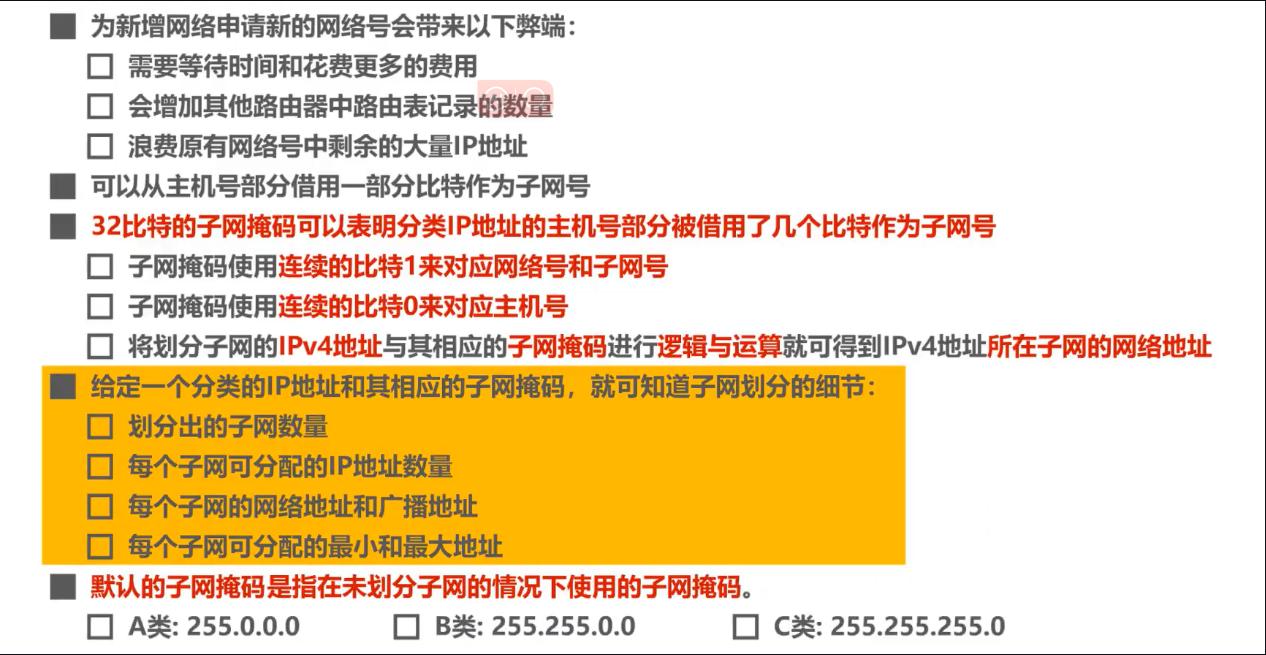 为新增网络申请新的网络号会带来以下弊端：
需要等待时间和花费更多的费用
会增加其他路由器中路由表记录的数量
浪费原有网络号中剩余的大量IP地址
可以从主机号部分借用一部分比特作为子网号
32比特的子网掩码可以表明分类IP地址的主机号部分被借用了几个比特作为子网号
子网掩码使用连续的比特1来对应网络号和子网号
子网掩码使用连续的比特0来对应主机号
将划分子网的IPv4地址与其相应的子网掩码进行逻辑与运算就可得到IPv4地址所在子网的网络地址
给定一个分类的IP地址和其相应的子网掩码，就可知道子网划分的细节：
划分出的子网数量
每个子网可分配的IP地址数量
每个子网的网络地址和广播地址
每个子网可分配的最小和最大地址
默认的子网掩码是指在未划分子网的情况下使用的子网掩码。
A类: 255.0.0.0 B类: 255.255.0.0 C类: 255.255.255.0